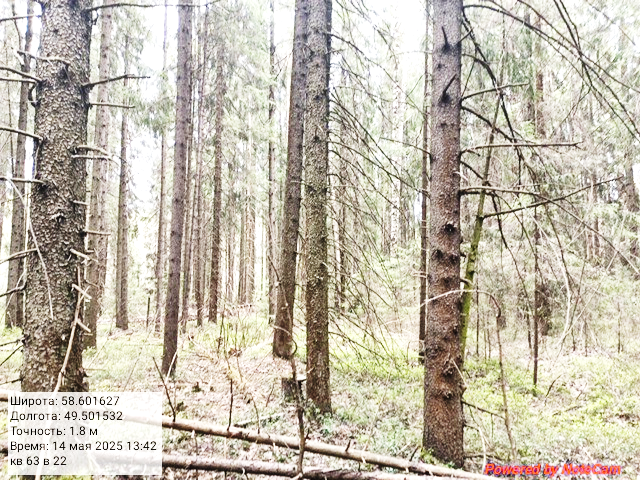 Широта: 58.601627
Долгота: 49.501532
Точность: 1.8 м
Время: 14 мая 2025 13:42
кв 63 в 22
Powered by NoteCam